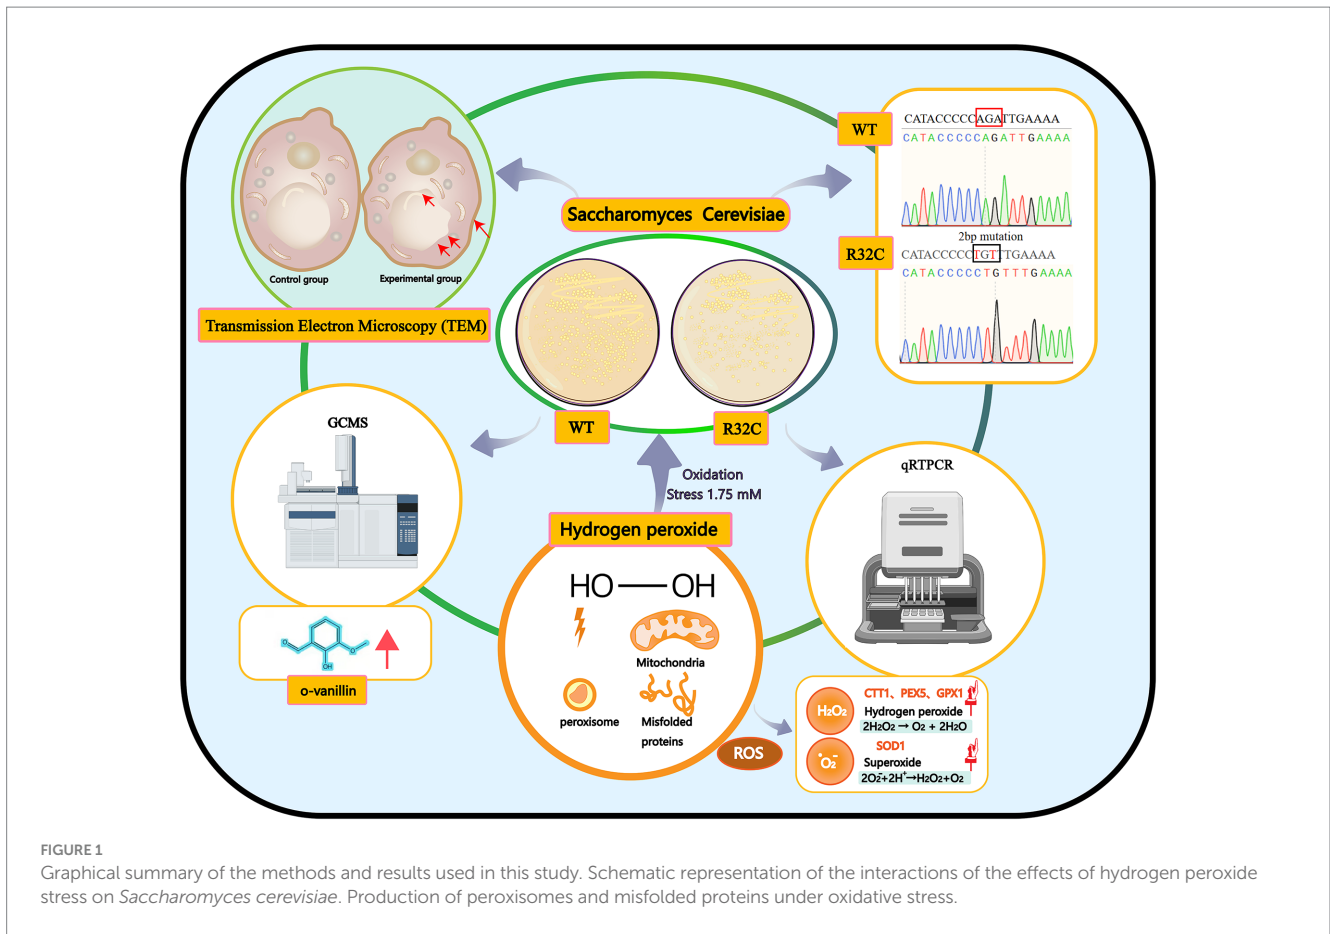 WT
CATACCCCCAGATTGAAAA
CATACCCCCAGATTGAAAA
2bp mutation
R32C
CATACCCCCTGTTTGAAAA
CATACCCCCTGTTTGAAAA
Saccharomyces Cerevisiae
Control group
Experimental group
Transmission Electron Microscopy (TEM)
WT
R32C
GCMS
qRTPCR
Oxidation
Stress 1.75 mM
Hydrogen peroxide
HO—OH
Mitochondria
peroxisome
Misfolded
proteins
O
O
OH
o-vanillin
ROS
H₂O₂
CTT1、PEX5、GPX1
Hydrogen peroxide
2H₂O₂ → O₂ + 2H₂O
•O₂⁻
SOD1
Superoxide
2O₂⁻+2H⁺→H₂O₂+O₂
FIGURE 1
Graphical summary of the methods and results used in this study. Schematic representation of the interactions of the effects of hydrogen peroxide
stress on Saccharomyces cerevisiae. Production of peroxisomes and misfolded proteins under oxidative stress.